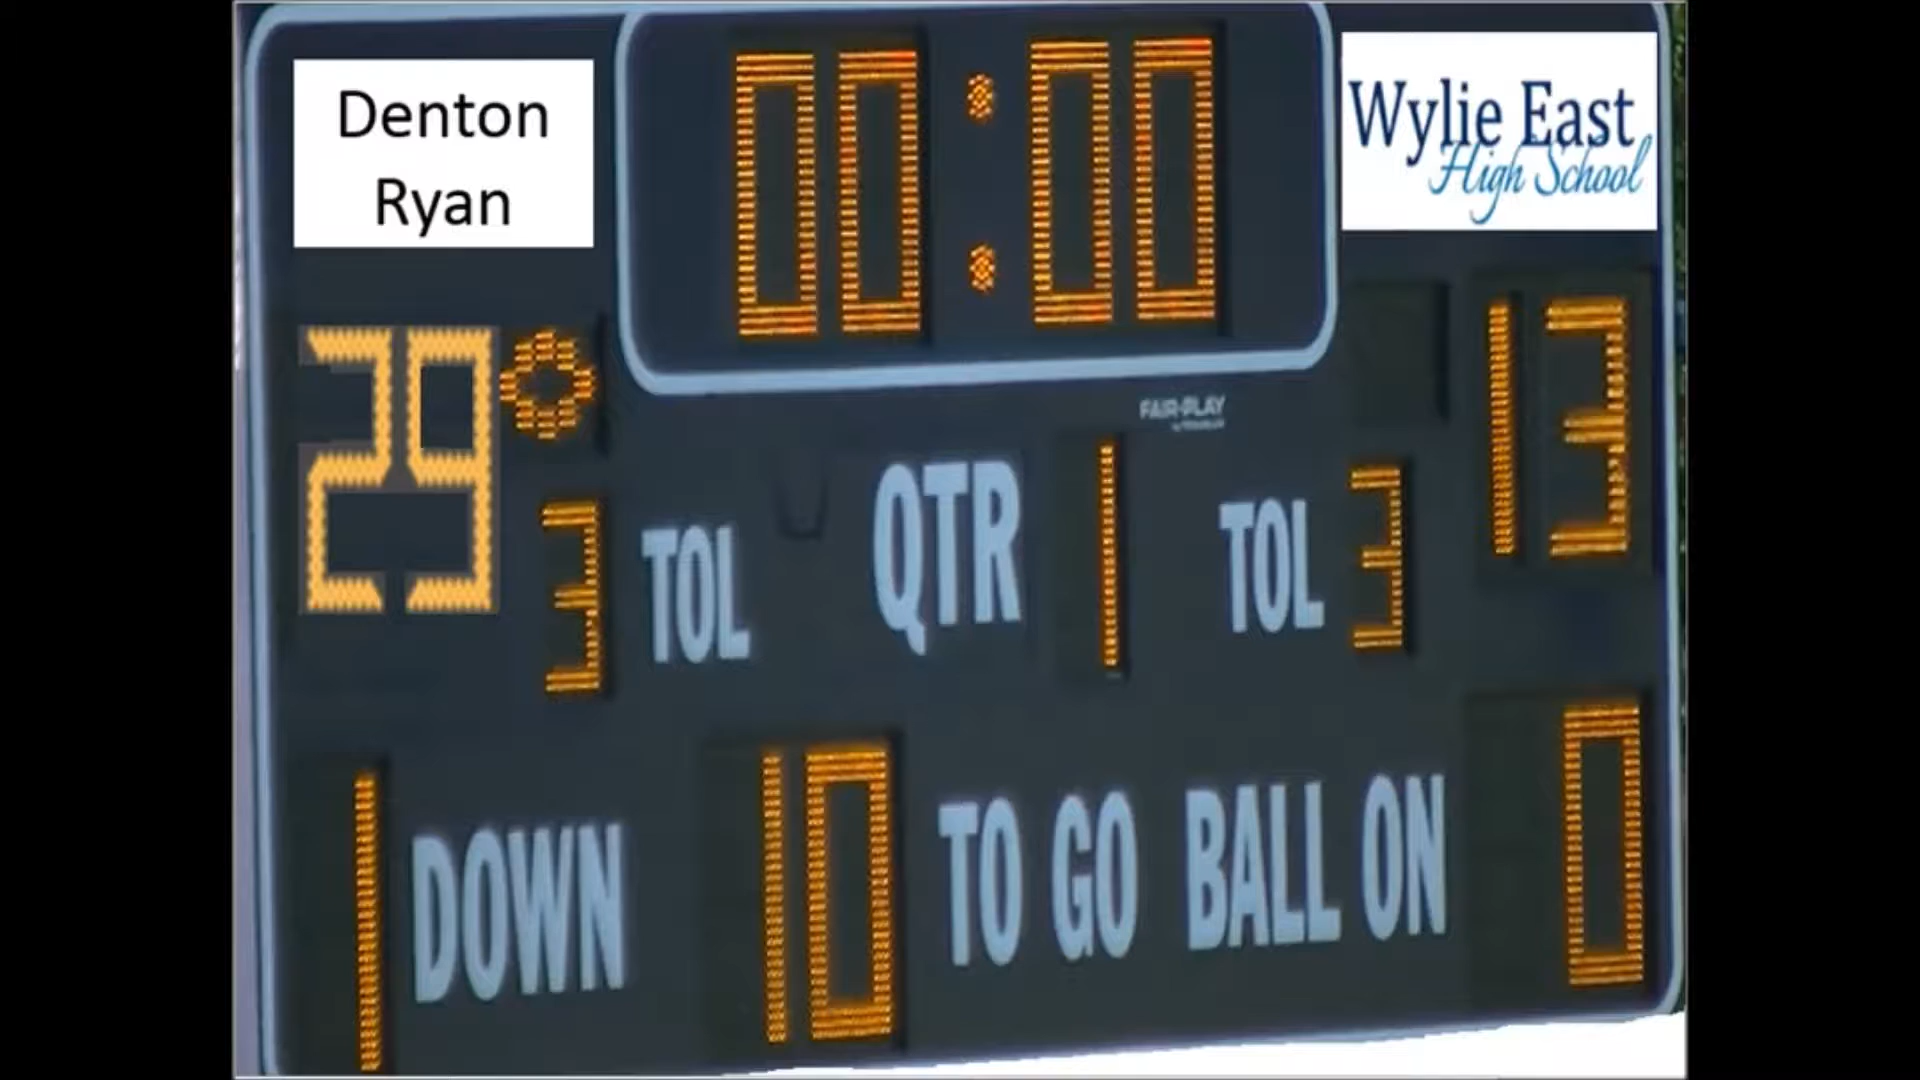 Denton
Ryan
00:00
Wylie East
High School
29
13
FAIR-PLAY
3 TOL
QTR 1
TOL 3
1 DOWN
10 TO GO
BALL ON 0